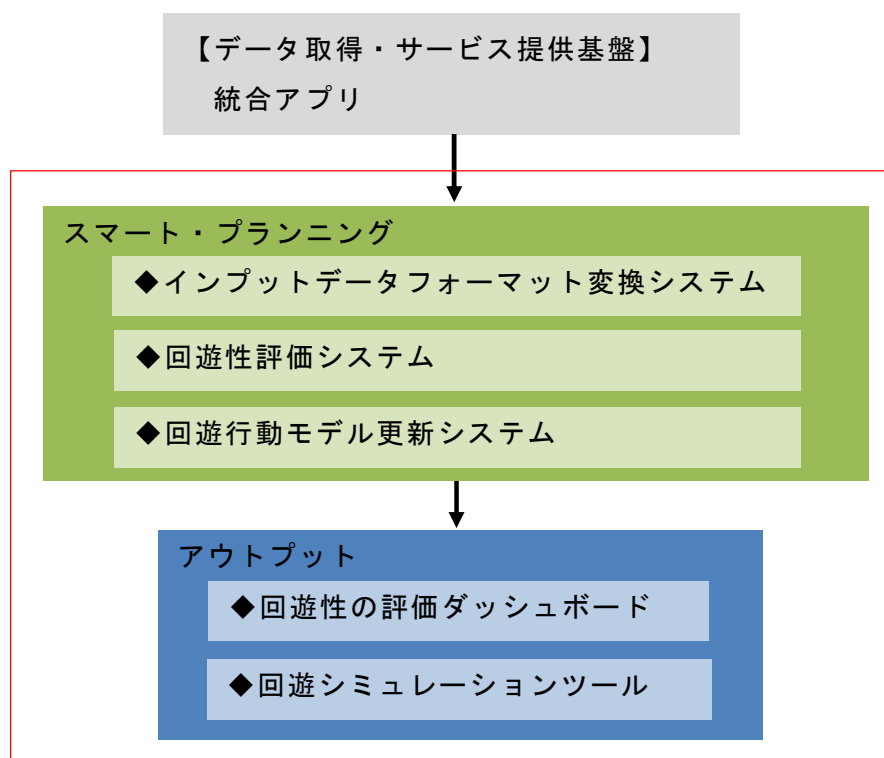 【データ取得・サービス提供基盤】
統合アプリ
スマート・プランニング
◆インプットデータフォーマット変換システム
◆回遊性評価システム
◆回遊行動モデル更新システム
アウトプット
◆回遊性の評価ダッシュボード
◆回遊シミュレーションツール